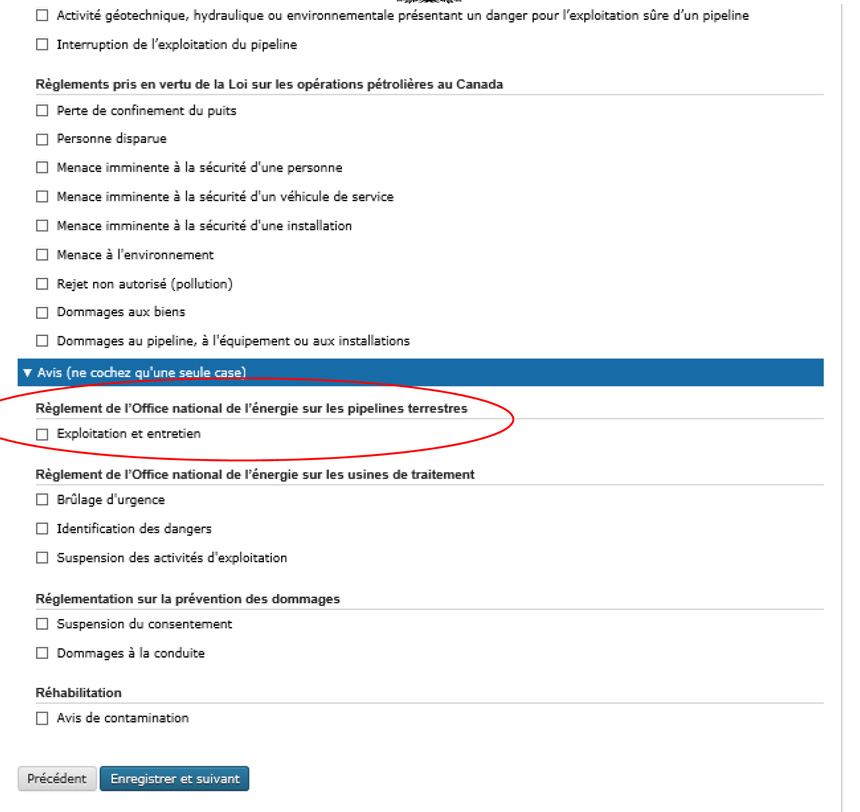 Activité géotechnique, hydraulique ou environnementale présentant un danger pour l’exploitation sûre d’un pipeline
Interruption de l’exploitation du pipeline
Règlements pris en vertu de la Loi sur les opérations pétrolières au Canada
Perte de confinement du puits
Personne disparue
Menace imminente à la sécurité d'une personne
Menace imminente à la sécurité d'un véhicule de service
Menace imminente à la sécurité d'une installation
Menace à l'environnement
Rejet non autorisé (pollution)
Dommages aux biens
Dommages au pipeline, à l'équipement ou aux installations
▼ Avis (ne cochez qu'une seule case)
Règlement de l’Office national de l’énergie sur les pipelines terrestres
Exploitation et entretien
Règlement de l’Office national de l’énergie sur les usines de traitement
Brûlage d'urgence
Identification des dangers
Suspension des activités d'exploitation
Réglementation sur la prévention des dommages
Suspension du consentement
Dommages à la conduite
Réhabilitation
Avis de contamination
Précédent Enregistrer et suivant